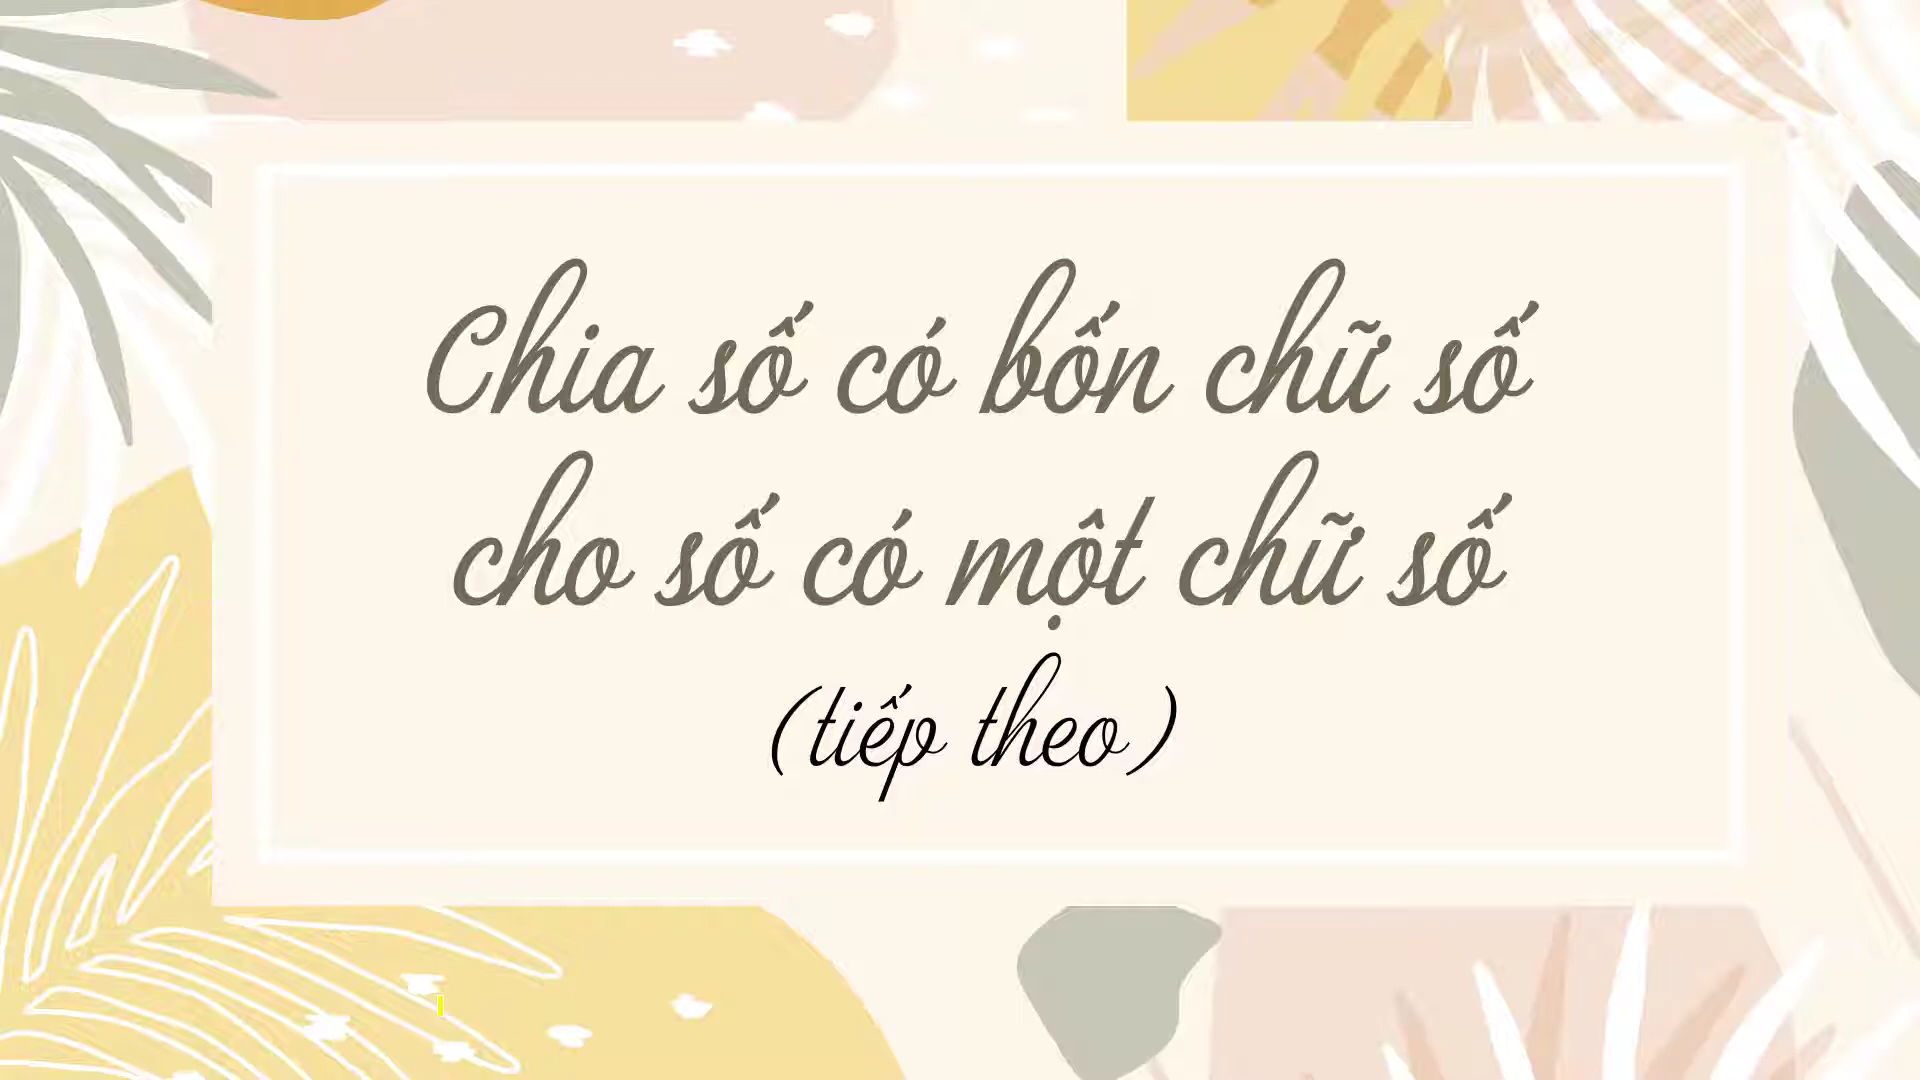 Chia số có bốn chữ số
cho số có một chữ số
(tiếp theo)